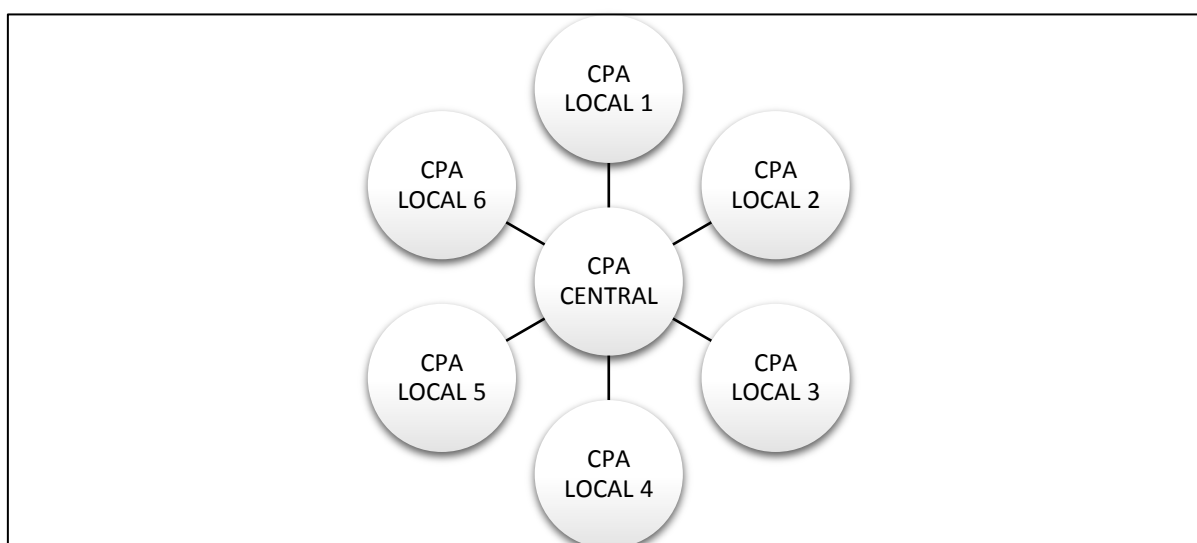 CPA
LOCAL 1
CPA
LOCAL 6
CPA
LOCAL 2
CPA
CENTRAL
CPA
LOCAL 5
CPA
LOCAL 3
CPA
LOCAL 4